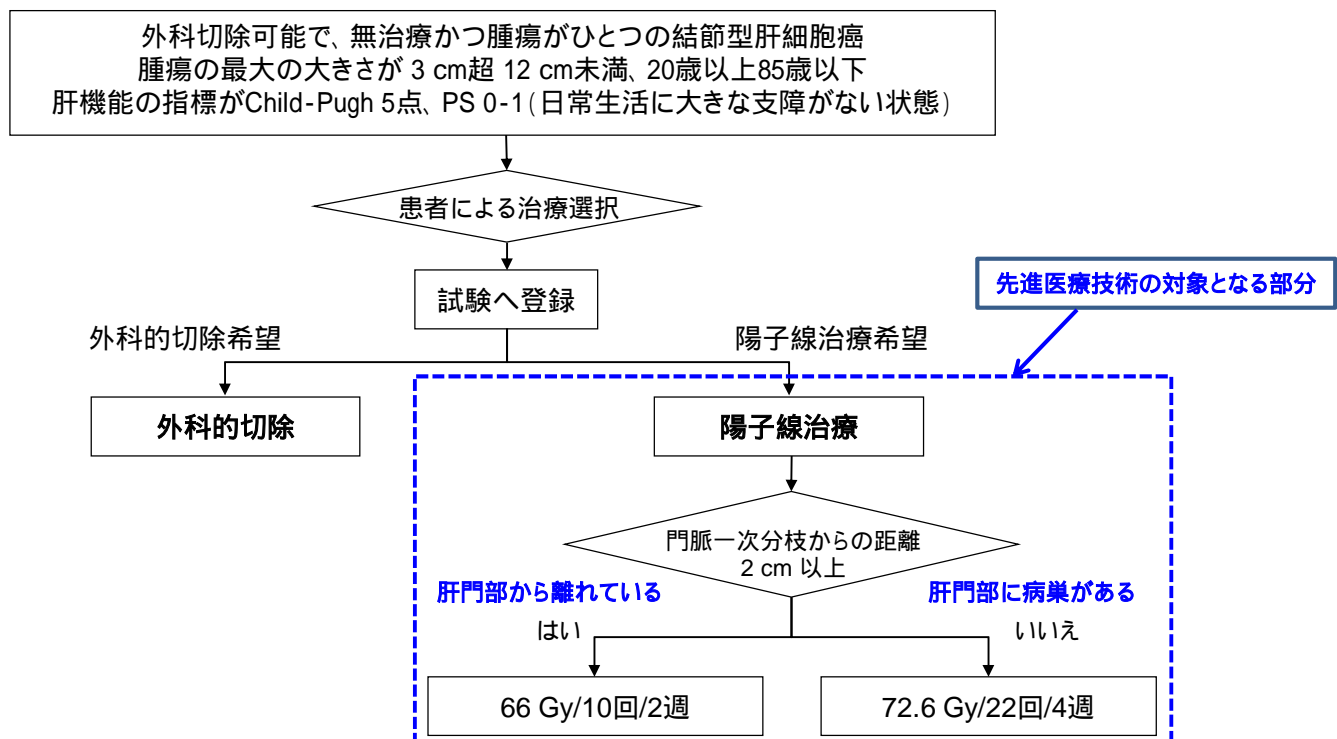 外科切除可能で、無治療かつ腫瘍がひとつの結節型肝細胞癌
腫瘍の最大の大きさが 3 cm超 12 cm未満、20歳以上85歳以下
肝機能の指標がChild-Pugh 5点、PS 0-1(日常生活に大きな支障がない状態)
患者による治療選択
試験へ登録
先進医療技術の対象となる部分
外科的切除希望
陽子線治療希望
外科的切除
陽子線治療
門脈一次分枝からの距離
2 cm 以上
肝門部から離れている
肝門部に病巣がある
はい
いいえ
66 Gy/10回/2週
72.6 Gy/22回/4週